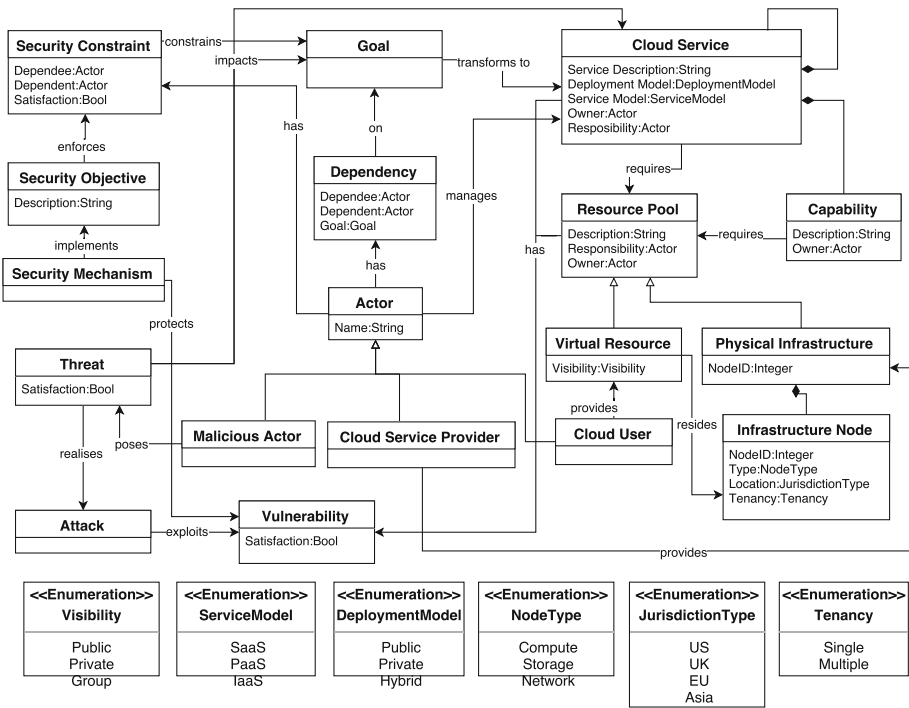 Security Constraint
Dependee:Actor
Dependent:Actor
Satisfaction:Bool
constrains
impacts
Goal
transforms to
Cloud Service
Service Description:String
Deployment Model:DeploymentModel
Service Model:ServiceModel
Owner:Actor
Resposibility:Actor
enforces
has
on
Security Objective
Description:String
Dependency
Dependee:Actor
Dependent:Actor
Goal:Goal
manages
requires
Resource Pool
Description:String
Responsibility:Actor
Owner:Actor
requires
Capability
Description:String
Owner:Actor
implements
has
has
Security Mechanism
Actor
Name:String
protects
Threat
Satisfaction:Bool
Virtual Resource
Visibility:Visibility
Physical Infrastructure
NodeID:Integer
provides
resides
realises
poses
Malicious Actor
Cloud Service Provider
Cloud User
Infrastructure Node
NodeID:Integer
Type:NodeType
Location:JurisdictionType
Tenancy:Tenancy
Attack
exploits
Vulnerability
Satisfaction:Bool
provides
<<Enumeration>>
Visibility
Public
Private
Group
<<Enumeration>>
ServiceModel
SaaS
PaaS
IaaS
<<Enumeration>>
DeploymentModel
Public
Private
Hybrid
<<Enumeration>>
NodeType
Compute
Storage
Network
<<Enumeration>>
JurisdictionType
US
UK
EU
Asia
<<Enumeration>>
Tenancy
Single
Multiple